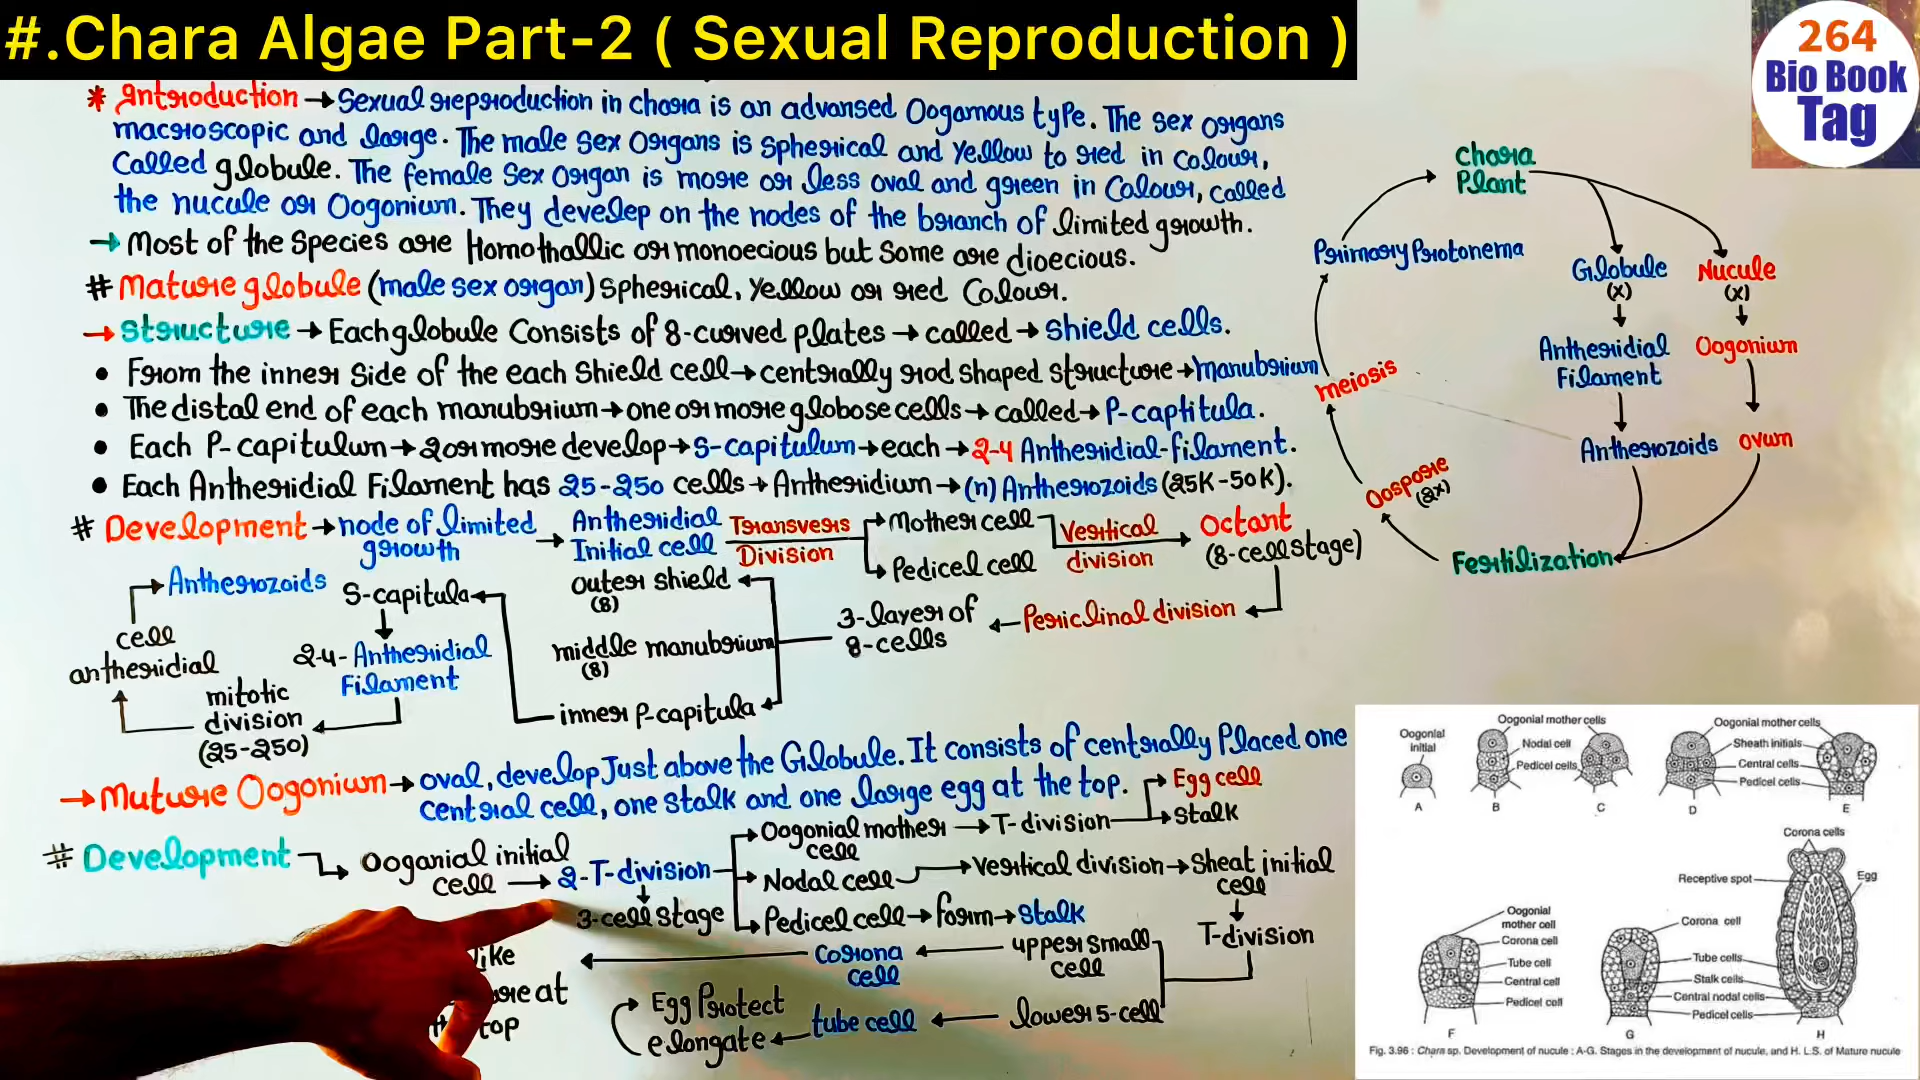 #.Chara Algae Part-2 ( Sexual Reproduction )
264
Bio Book
Tag
* Introduction → Sexual reproduction in chara is an advansed Oogamous type. The sex organs
macroscopic and large. The male sex organs is Spherical and Yellow to red in colour,
Called globule. The female Sex Organ is more or less oval and green in Colour, called
the nucule or Oogonium. They develep on the nodes of the branch of limited growth.
→ Most of the Species are Homothallic or monoecious but Some are dioecious.
# Mature globule (male sex organ) Spherical, Yellow or red Colour.
→ Structure → Each globule Consists of 8-curved plates → called → Shield cells.
• From the inner Side of the each Shield cell → centrally rod shaped structure → manubrium
• The distal end of each manubrium → one or more globose cells → called → P-captitula.
• Each P-capitulum → 2 or more develop → S-capitulum → each → 2-4 Antheridial-filament.
• Each Antheridial Filament has 25-250 cells → Antheridium → (n) Antherozoids (25K-50K).
# Development → node of limited growth → Antheridial Initial cell
Transvers Division
Mother cell
Pedicel cell
Vertical division
Octant
(8-cell stage)
Periclinal division
3-layer of
8-cells
outer shield
(8)
middle manubrium
(8)
inner P-capitula
S-capitula
2-4-Antheridial
Filament
mitotic
division
(25-250)
cell
antheridial
Antherozoids
→ Muture Oogonium → oval, develop Just above the Globule. It consists of centrally Placed one
central cell, one stalk and one large egg at the top.
# Development
Ooganial initial
cell → 2-T-division
3-cell stage
Oogonial mother cell → T-division
Egg cell
Stalk
Nodal cell → Vertical division → Sheat initial
cell
Pedicel cell → form → Stalk
T-division
upper small
cell
Corona
cell
like
at
top
lower 5-cell
tube cell
elongate
Egg Protect
Chara
Plant
Globule
(x)
Nucule
(x)
Antheridial
Filament
Oogonium
Antherozoids
Ovum
Fertilization
Oospore
(2x)
meiosis
Primary Protonema
Oogonial
initial
A
Oogonial mother cells
Nodal cell
Pedicel cells
B
C
Oogonial mother cells
Sheath initials
Central cells
Pedicel cells
D
E
Oogonial
mother cell
Corona cell
Tube cell
Central cell
Pedicel cell
F
Corona cells
Receptive spot
Egg
Corona cell
Tube cells
Stalk cells
Central nodal cells
Pedicel cells
G
H
Fig. 3.96 : Chara sp. Development of nucule : A-G. Stages in the development of nucule, and H. L.S. of Mature nucule